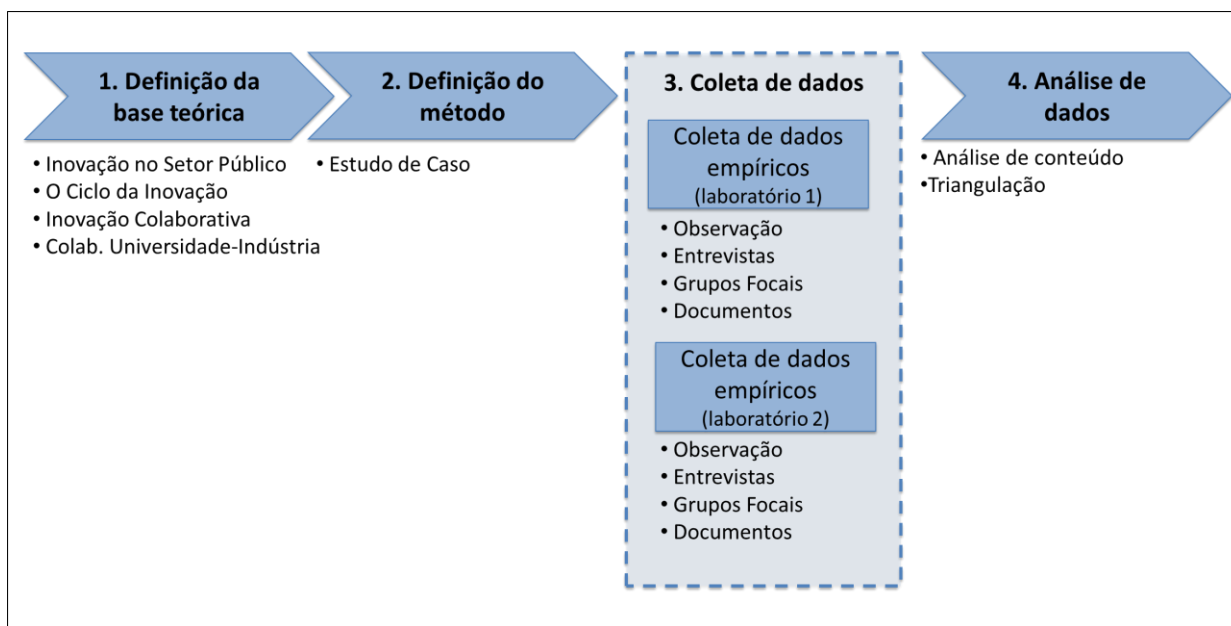 1. Definição da
base teórica
• Inovação no Setor Público
• O Ciclo da Inovação
• Inovação Colaborativa
• Colab. Universidade-Indústria
2. Definição do
método
• Estudo de Caso
3. Coleta de dados
Coleta de dados
empíricos
(laboratório 1)
• Observação
• Entrevistas
• Grupos Focais
• Documentos
Coleta de dados
empíricos
(laboratório 2)
• Observação
• Entrevistas
• Grupos Focais
• Documentos
4. Análise de
dados
• Análise de conteúdo
•Triangulação